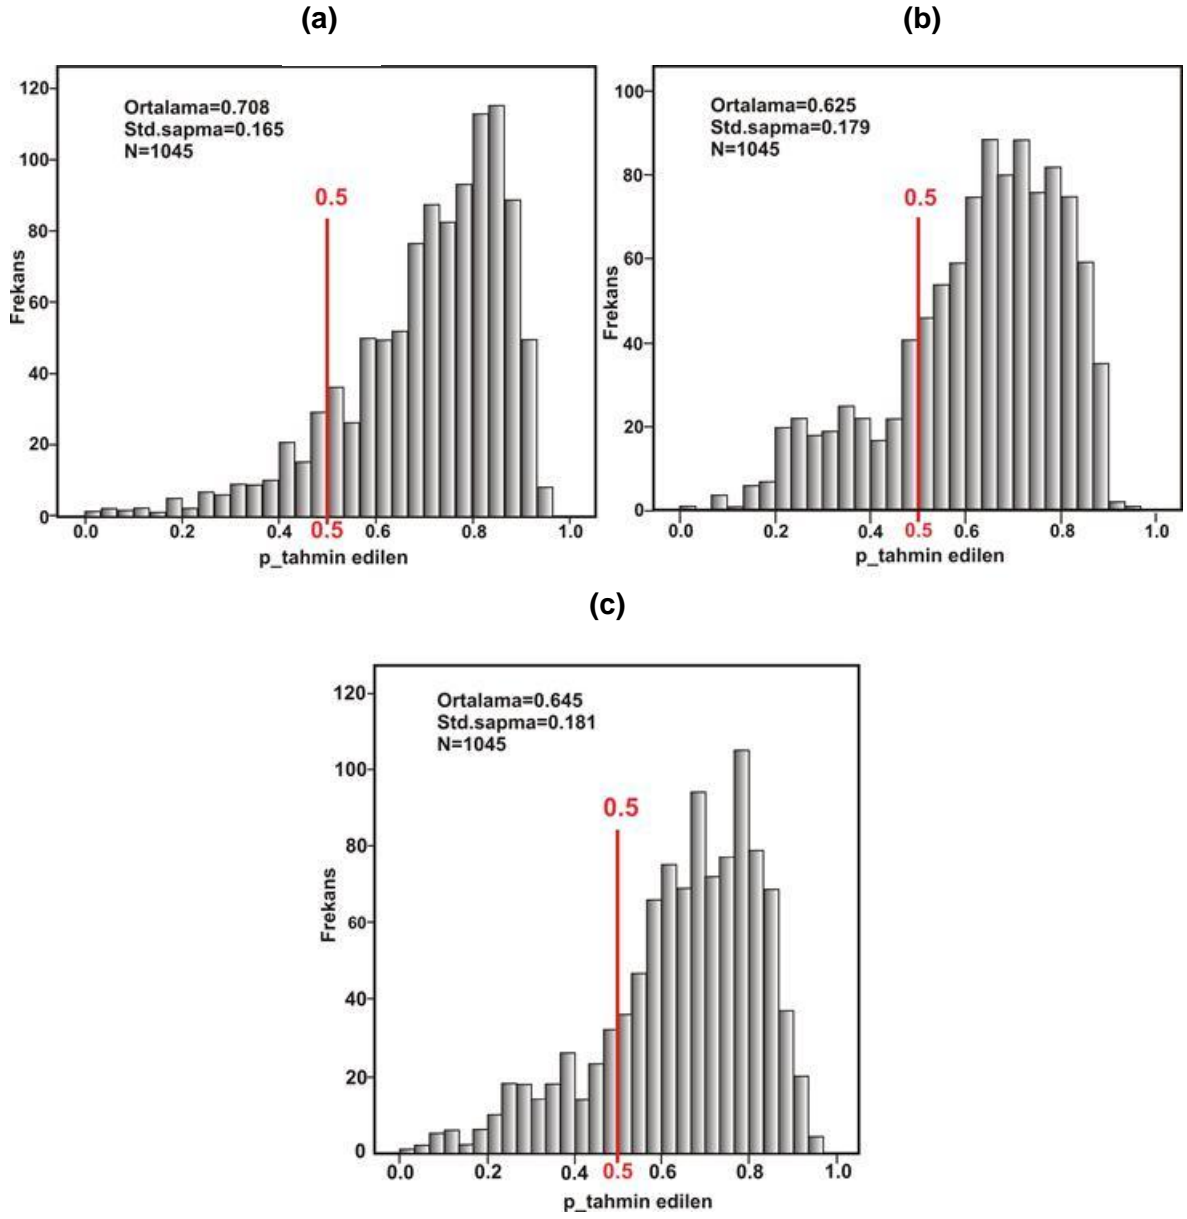 (a)
Ortalama=0.708
Std.sapma=0.165
N=1045
0.5
Frekans
120
100
80
60
40
20
0
0.0 0.2 0.4 0.5 0.6 0.8 1.0
p_tahmin edilen
(b)
Ortalama=0.625
Std.sapma=0.179
N=1045
0.5
Frekans
100
80
60
40
20
0
0.0 0.2 0.4 0.5 0.6 0.8 1.0
p_tahmin edilen
(c)
Ortalama=0.645
Std.sapma=0.181
N=1045
0.5
Frekans
120
100
80
60
40
20
0
0.0 0.2 0.4 0.5 0.6 0.8 1.0
p_tahmin edilen